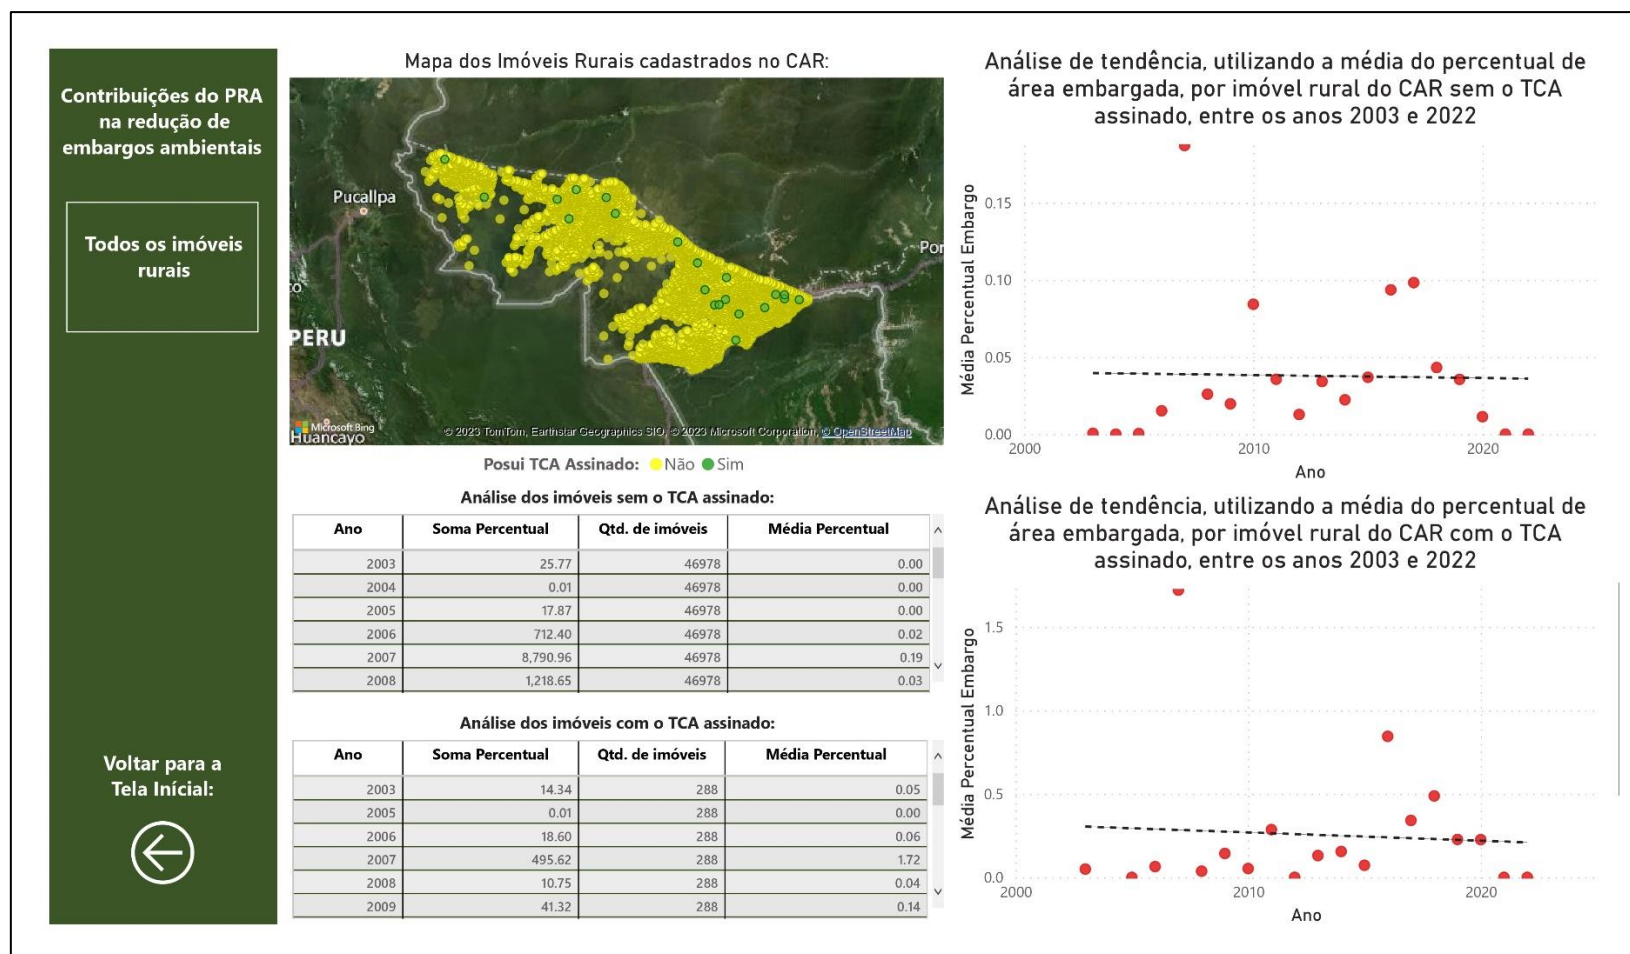 Contribuições do PRA
na redução de
embargos ambientais
Todos os imóveis
rurais
Voltar para a
Tela Inícial:
Mapa dos Imóveis Rurais cadastrados no CAR:
Pucallpa
Por
co
PERU
Microsoft Bing
Huancayo
© 2023 TomTom, Earthstar Geographics SIO, © 2023 Microsoft Corporation, © OpenStreetMap
Posui TCA Assinado: Não Sim
Análise dos imóveis sem o TCA assinado:
Ano Soma Percentual Qtd. de imóveis Média Percentual
2003 25.77 46978 0.00
2004 0.01 46978 0.00
2005 17.87 46978 0.00
2006 712.40 46978 0.02
2007 8,790.96 46978 0.19
2008 1,218.65 46978 0.03
Análise dos imóveis com o TCA assinado:
Ano Soma Percentual Qtd. de imóveis Média Percentual
2003 14.34 288 0.05
2005 0.01 288 0.00
2006 18.60 288 0.06
2007 495.62 288 1.72
2008 10.75 288 0.04
2009 41.32 288 0.14
Análise de tendência, utilizando a média do percentual de
área embargada, por imóvel rural do CAR sem o TCA
assinado, entre os anos 2003 e 2022
Média Percentual Embargo
0.15
0.10
0.05
0.00
2000 2010 2020
Ano
Análise de tendência, utilizando a média do percentual de
área embargada, por imóvel rural do CAR com o TCA
assinado, entre os anos 2003 e 2022
Média Percentual Embargo
1.5
1.0
0.5
0.0
2000 2010 2020
Ano